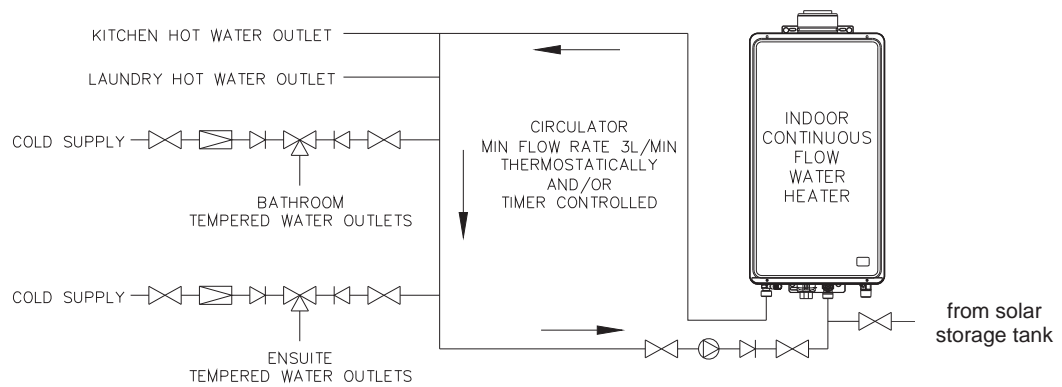 KITCHEN HOT WATER OUTLET
LAUNDRY HOT WATER OUTLET
COLD SUPPLY
BATHROOM
TEMPERED WATER OUTLETS
COLD SUPPLY
ENSUITE
TEMPERED WATER OUTLETS
CIRCULATOR
MIN FLOW RATE 3L/MIN
THERMOSTATICALLY
AND/OR
TIMER CONTROLLED
INDOOR
CONTINUOUS
FLOW
WATER
HEATER
from solar
storage tank